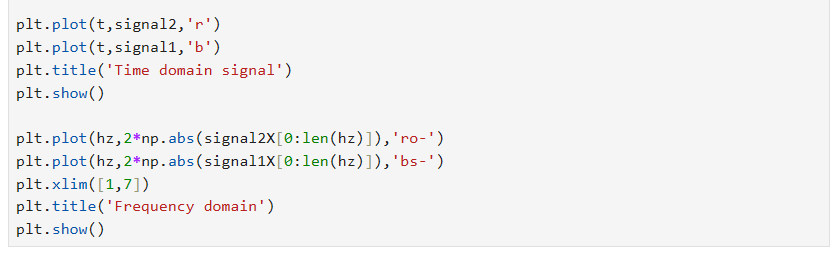 plt.plot(t,signal2,'r')
plt.plot(t,signal1,'b')
plt.title('Time domain signal')
plt.show()
plt.plot(hz,2*np.abs(signal2X[0:len(hz)]),'ro-')
plt.plot(hz,2*np.abs(signal1X[0:len(hz)]),'bs-')
plt.xlim([1,7])
plt.title('Frequency domain')
plt.show()